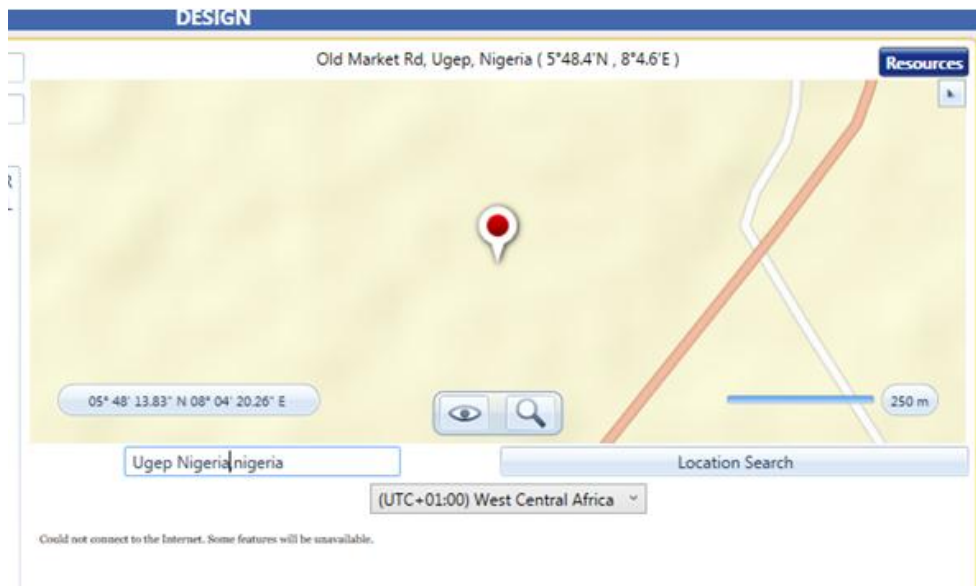 DESIGN
Old Market Rd, Ugep, Nigeria ( 5°48.4'N , 8°4.6'E )
Resources
05° 48' 13.83" N 08° 04' 20.26" E
250 m
Ugep Nigeria,nigeria
Location Search
(UTC+01:00) West Central Africa
Could not connect to the Internet. Some features will be unavailable.